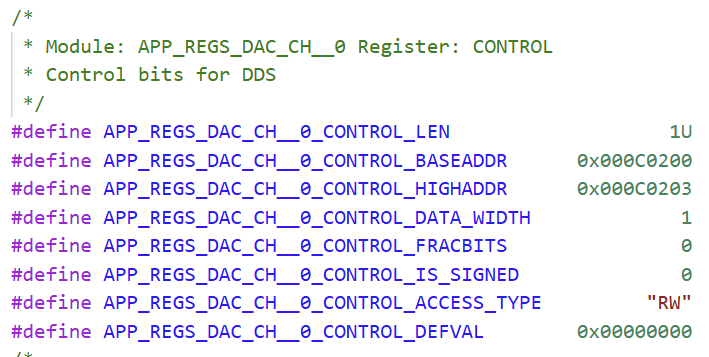 /*
 * Module: APP_REGS_DAC_CH__0 Register: CONTROL
 * Control bits for DDS
 */
#define APP_REGS_DAC_CH__0_CONTROL_LEN 1U
#define APP_REGS_DAC_CH__0_CONTROL_BASEADDR 0x000C0200
#define APP_REGS_DAC_CH__0_CONTROL_HIGHADDR 0x000C0203
#define APP_REGS_DAC_CH__0_CONTROL_DATA_WIDTH 1
#define APP_REGS_DAC_CH__0_CONTROL_FRACBITS 0
#define APP_REGS_DAC_CH__0_CONTROL_IS_SIGNED 0
#define APP_REGS_DAC_CH__0_CONTROL_ACCESS_TYPE "RW"
#define APP_REGS_DAC_CH__0_CONTROL_DEFVAL 0x00000000
/*